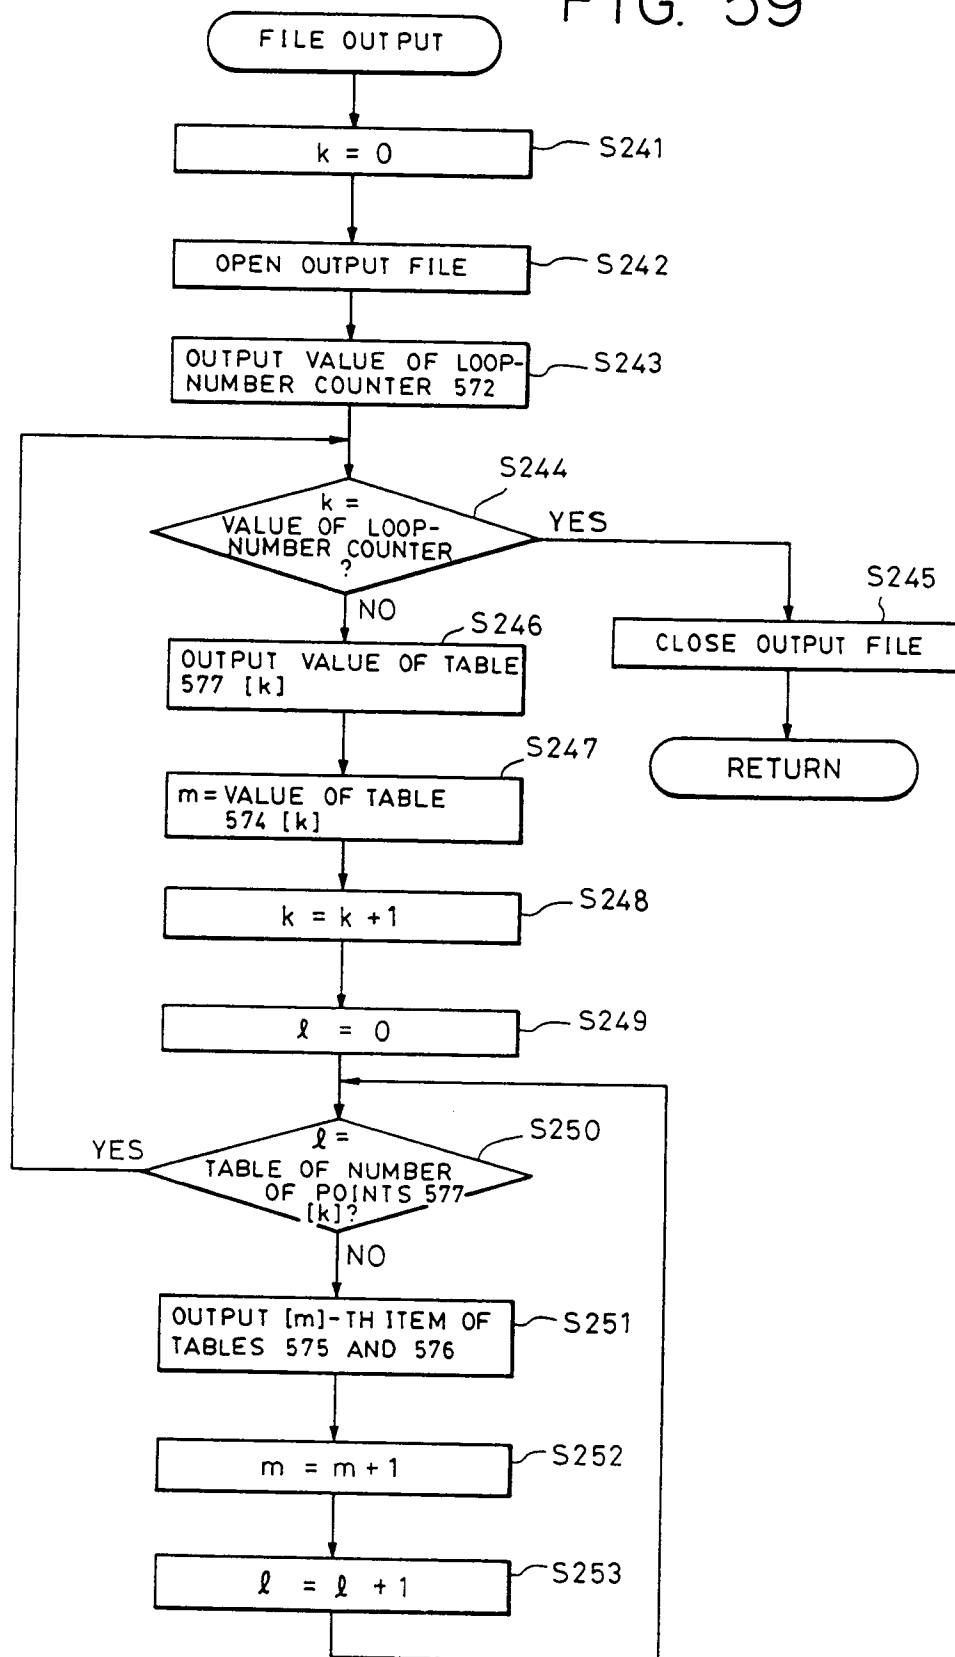 FIG. 59
FILE OUTPUT
k = 0
S241
OPEN OUTPUT FILE
S242
OUTPUT VALUE OF LOOP-
NUMBER COUNTER 572
S243
S244
k =
VALUE OF LOOP-
NUMBER COUNTER
?
YES
NO
S245
CLOSE OUTPUT FILE
RETURN
S246
OUTPUT VALUE OF TABLE
577 [k]
S247
m = VALUE OF TABLE
574 [k]
k = k + 1
S248
ℓ = 0
S249
S250
YES
ℓ =
TABLE OF NUMBER
OF POINTS 577
[k]?
NO
OUTPUT [m]-TH ITEM OF
TABLES 575 AND 576
S251
m = m + 1
S252
ℓ = ℓ + 1
S253